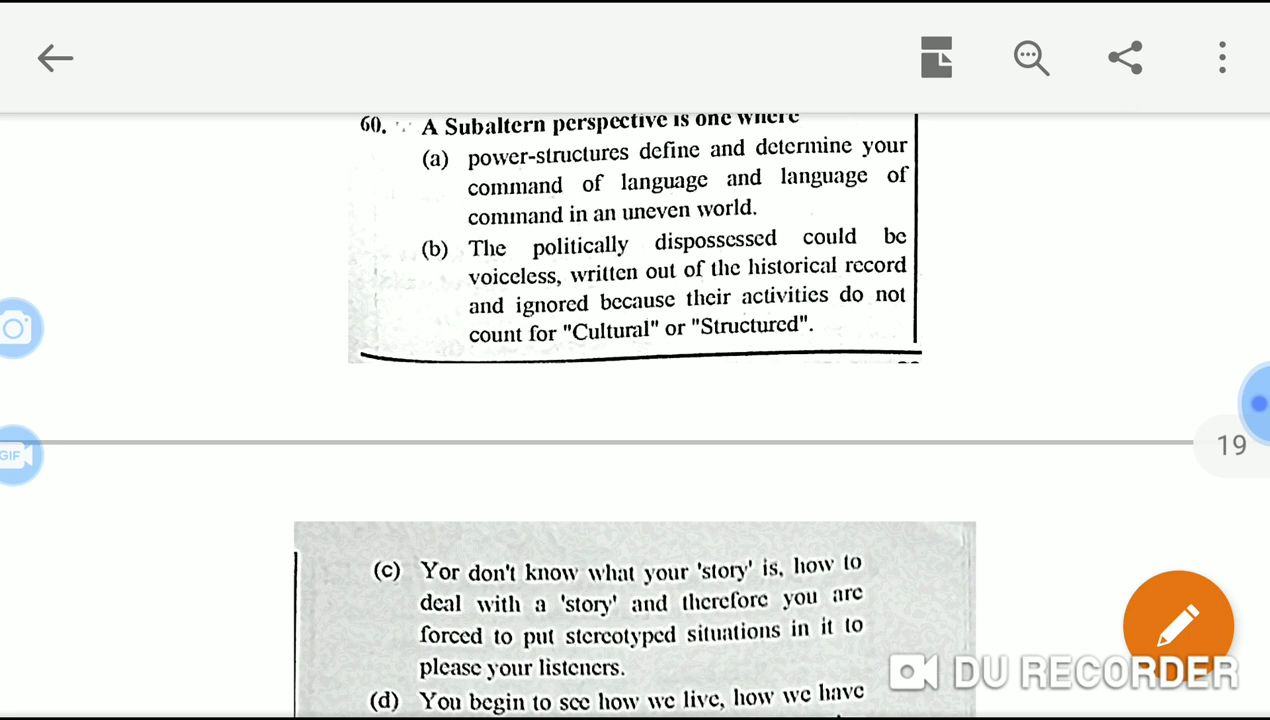 60. A Subaltern perspective is one where
(a) power-structures define and determine your
command of language and language of
command in an uneven world.
(b) The politically dispossessed could be
voiceless, written out of the historical record
and ignored because their activities do not
count for "Cultural" or "Structured".
GIF
19
(c) Yor don't know what your 'story' is, how to
deal with a 'story' and therefore you are
forced to put stereotyped situations in it to
please your listeners.
(d) You begin to see how we live, how we have
DU RECORDER